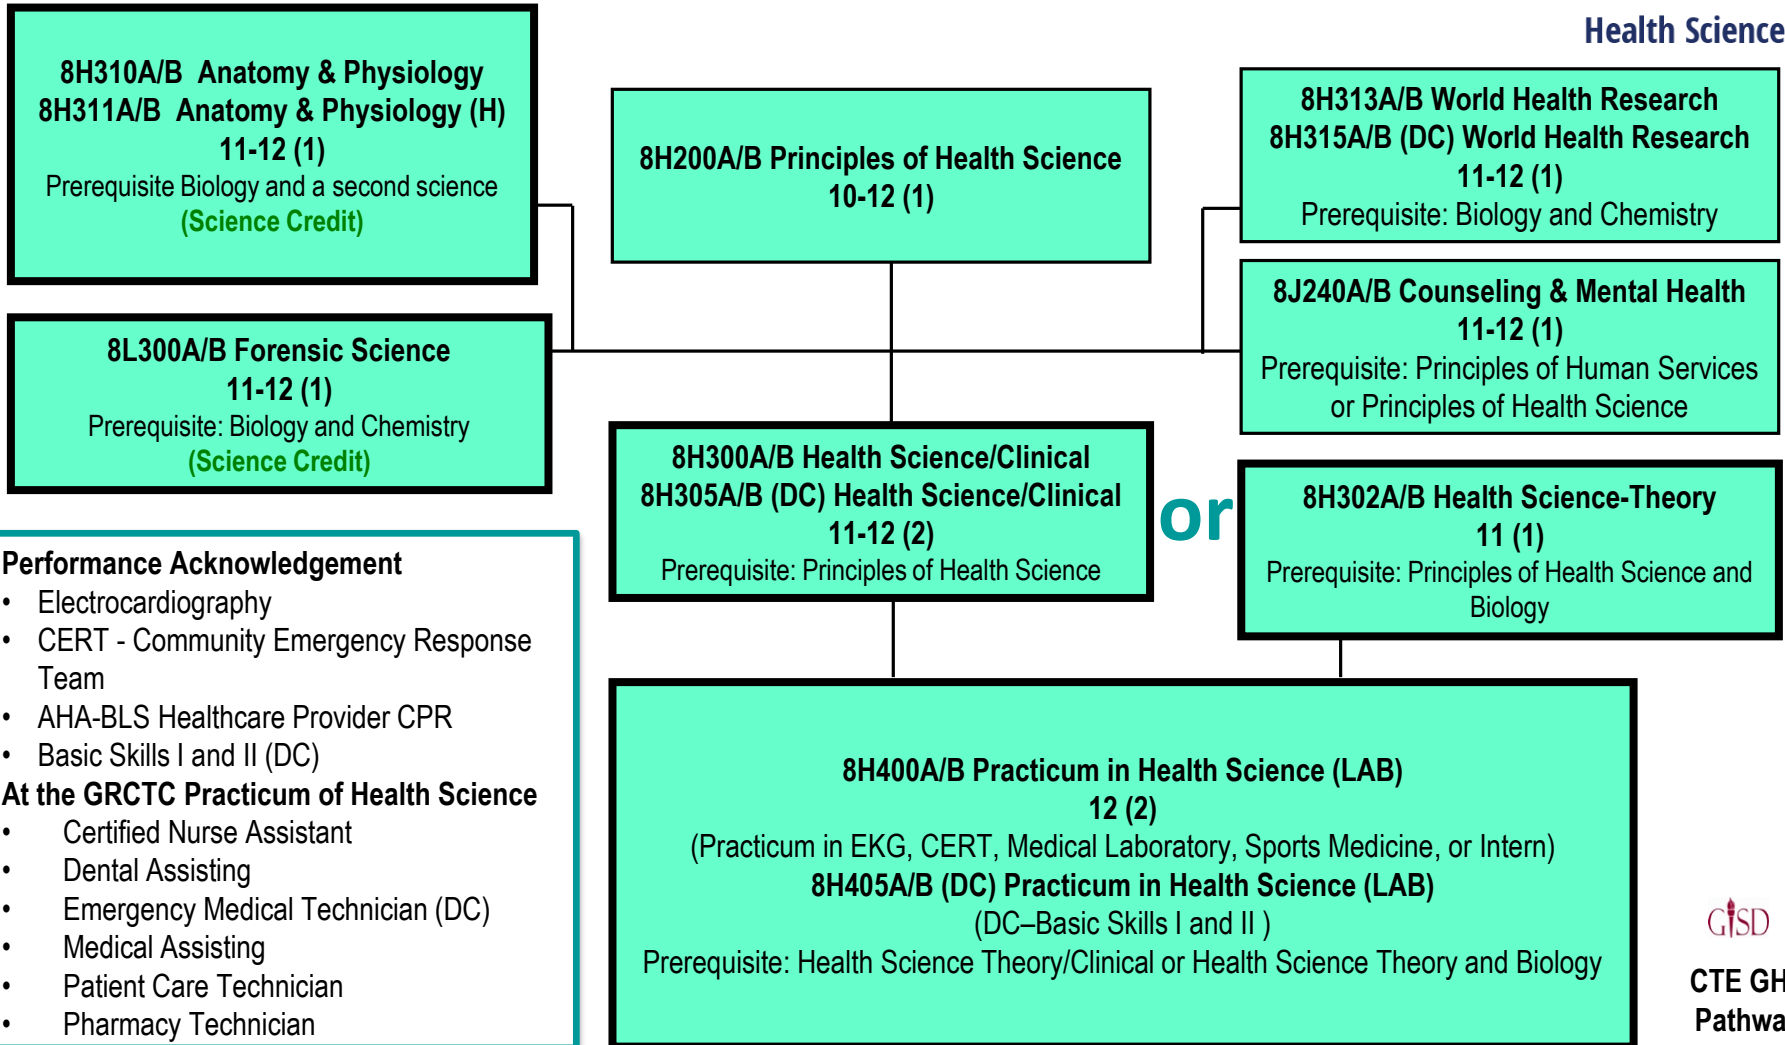 Health Science
8H310A/B Anatomy & Physiology
8H311A/B Anatomy & Physiology (H)
11-12 (1)
Prerequisite Biology and a second science
(Science Credit)
8H200A/B Principles of Health Science
10-12 (1)
8H313A/B World Health Research
8H315A/B (DC) World Health Research
11-12 (1)
Prerequisite: Biology and Chemistry
8J240A/B Counseling & Mental Health
11-12 (1)
Prerequisite: Principles of Human Services
or Principles of Health Science
8L300A/B Forensic Science
11-12 (1)
Prerequisite: Biology and Chemistry
(Science Credit)
8H300A/B Health Science/Clinical
8H305A/B (DC) Health Science/Clinical
11-12 (2)
Prerequisite: Principles of Health Science
or
8H302A/B Health Science-Theory
11 (1)
Prerequisite: Principles of Health Science and
Biology
Performance Acknowledgement
• Electrocardiography
• CERT - Community Emergency Response
Team
• AHA-BLS Healthcare Provider CPR
• Basic Skills I and II (DC)
At the GRCTC Practicum of Health Science
• Certified Nurse Assistant
• Dental Assisting
• Emergency Medical Technician (DC)
• Medical Assisting
• Patient Care Technician
• Pharmacy Technician
8H400A/B Practicum in Health Science (LAB)
12 (2)
(Practicum in EKG, CERT, Medical Laboratory, Sports Medicine, or Intern)
8H405A/B (DC) Practicum in Health Science (LAB)
(DC–Basic Skills I and II )
Prerequisite: Health Science Theory/Clinical or Health Science Theory and Biology
GISD
CTE GH
Pathwa